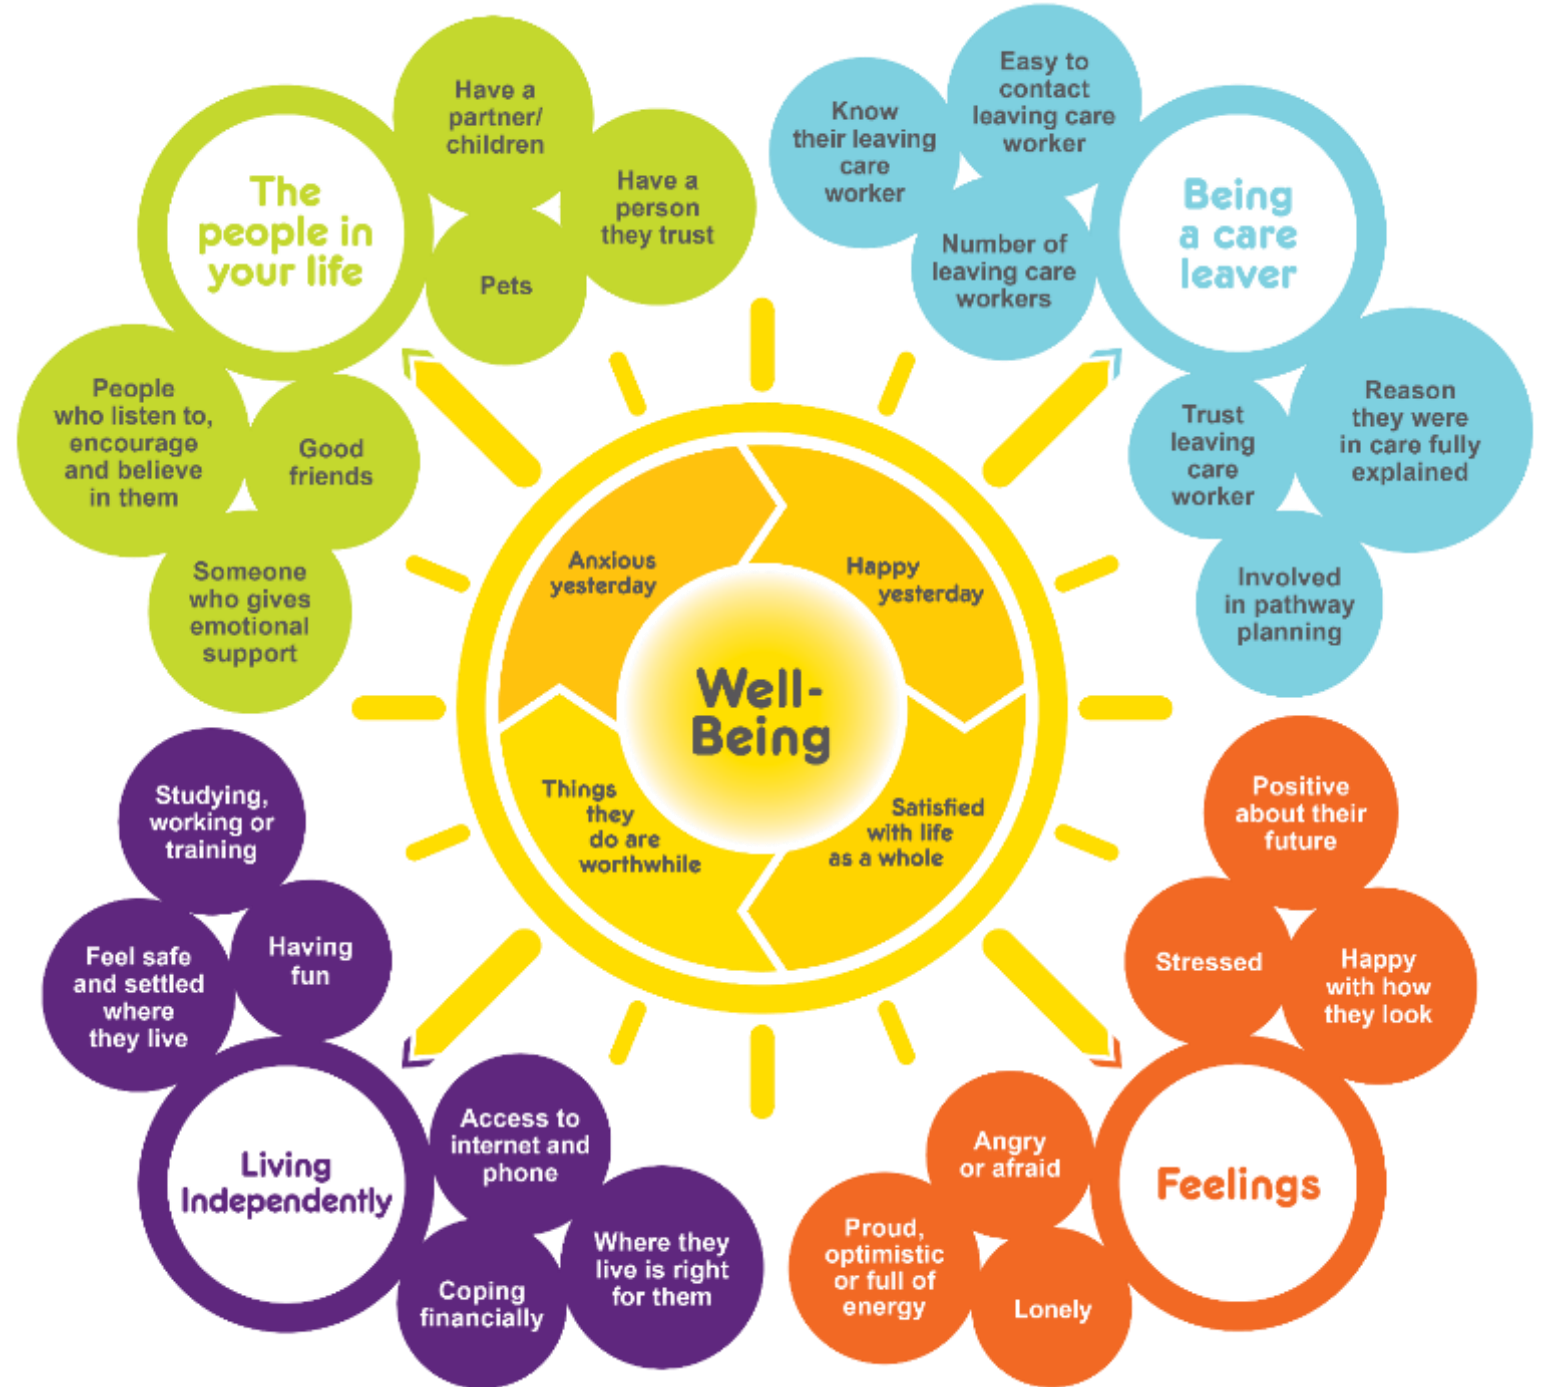 The
people in
your life
Have a
partner/
children
Have a
person
they trust
Pets
People
who listen to,
encourage
and believe
in them
Good
friends
Someone
who gives
emotional
support
Being
a care
leaver
Easy to
contact
leaving care
worker
Know
their leaving
care
worker
Number of
leaving care
workers
Trust
leaving
care
worker
Reason
they were
in care fully
explained
Involved
in pathway
planning
Well-
Being
Anxious
yesterday
Happy
yesterday
Things
they
do are
worthwhile
Satisfied
with life
as a whole
Studying,
working or
training
Feel safe
and settled
where
they live
Having
fun
Living
Independently
Access to
internet and
phone
Coping
financially
Where they
live is right
for them
Positive
about their
future
Stressed
Happy
with how
they look
Feelings
Angry
or afraid
Proud,
optimistic
or full of
energy
Lonely